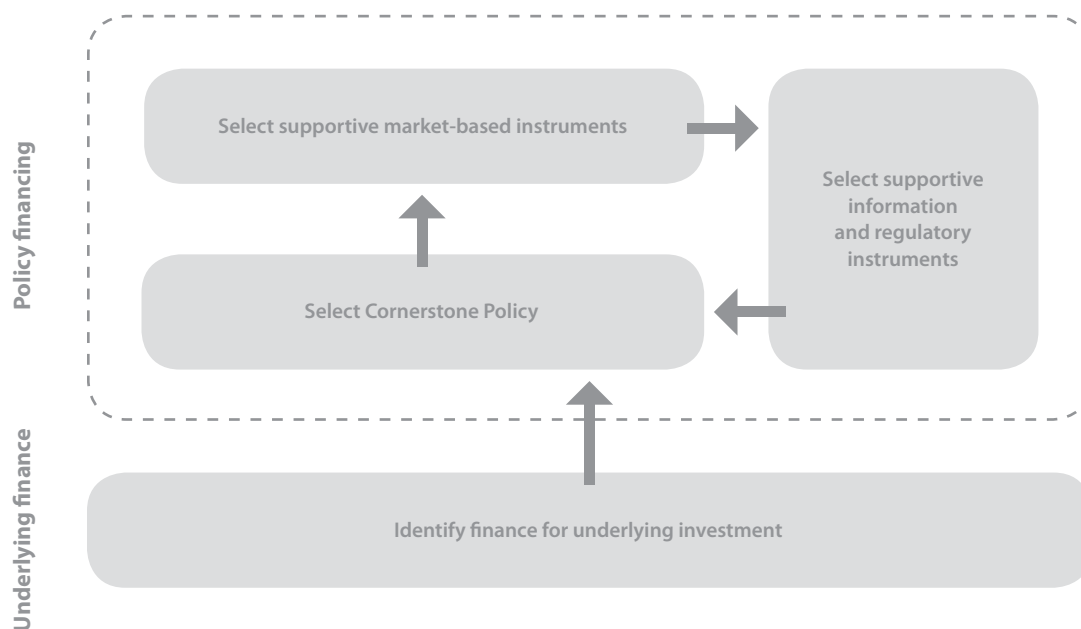 Policy financing
Select supportive market-based instruments
Select supportive
information
and regulatory
instruments
Select Cornerstone Policy
Underlying finance
Identify finance for underlying investment